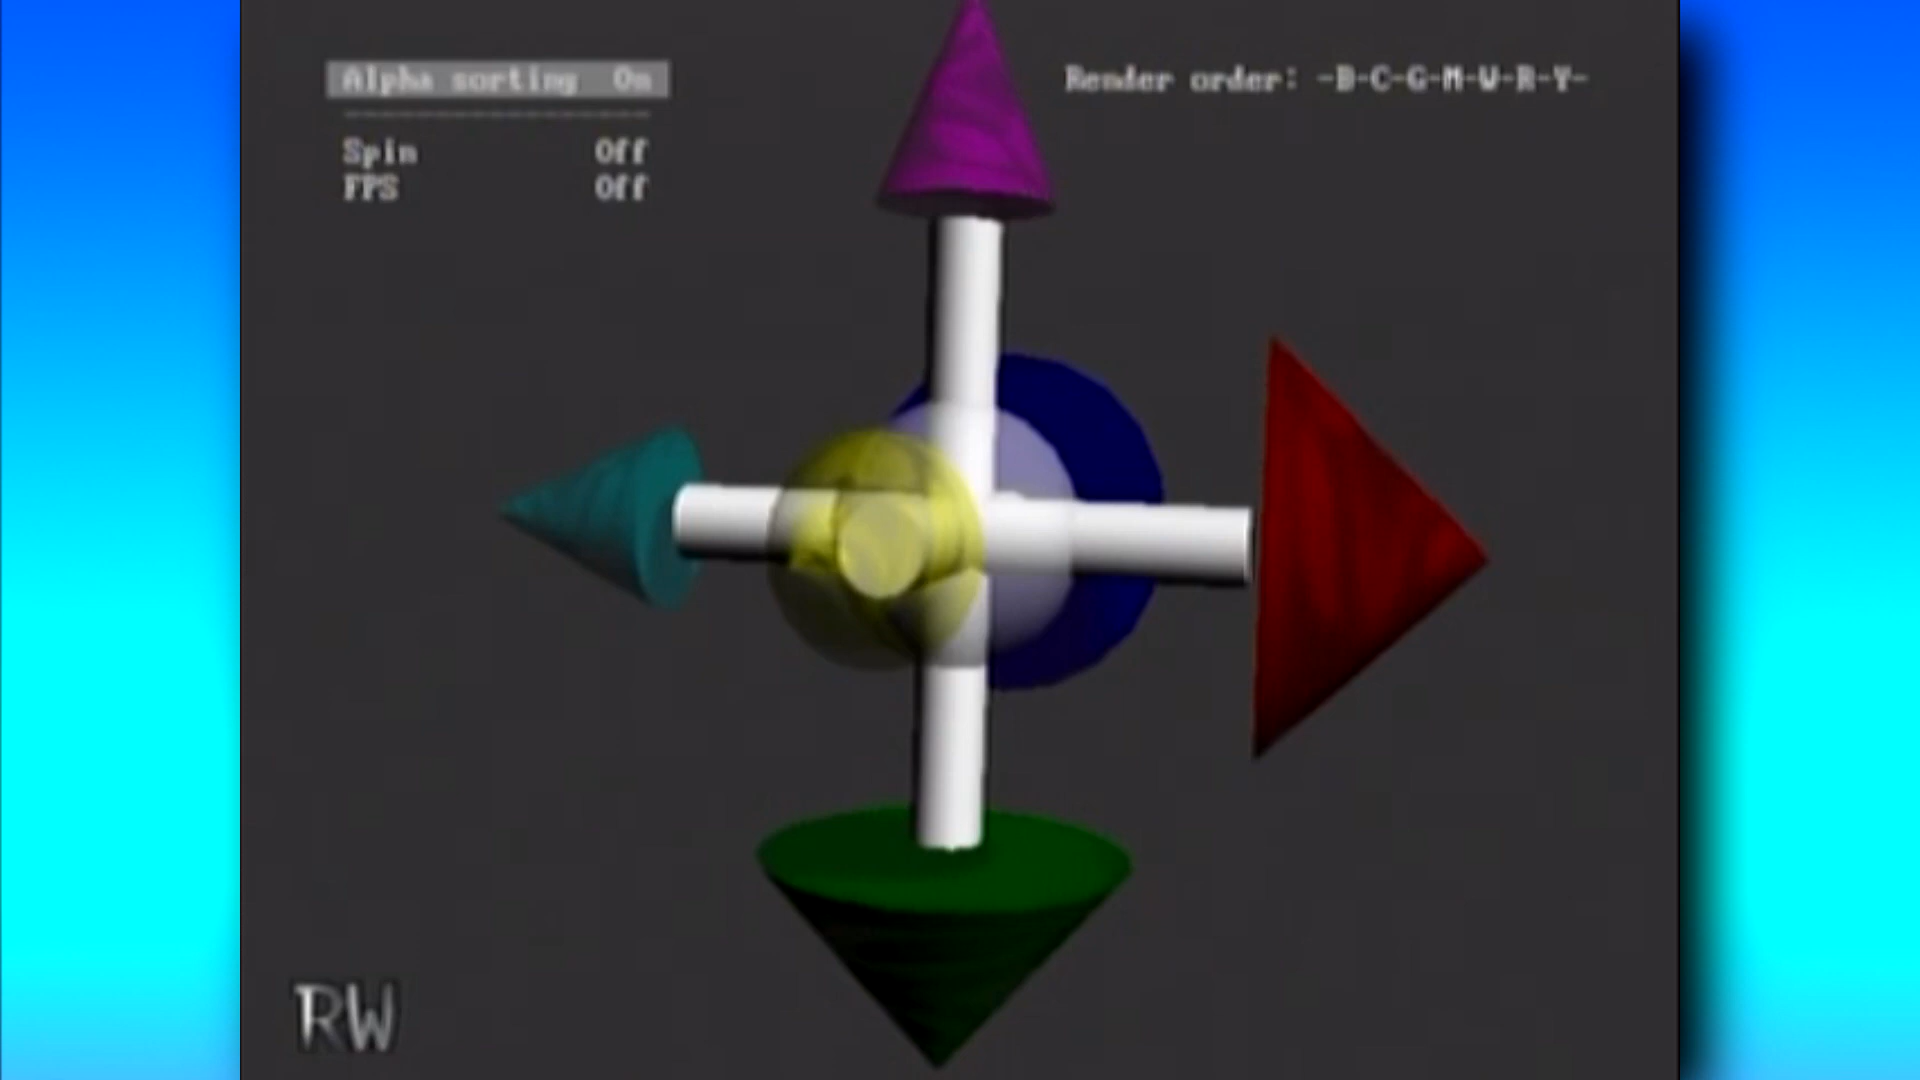 Alpha sorting On
Render order: -B-C-G-M-W-R-Y-
--------------------
Spin Off
FPS Off
RW